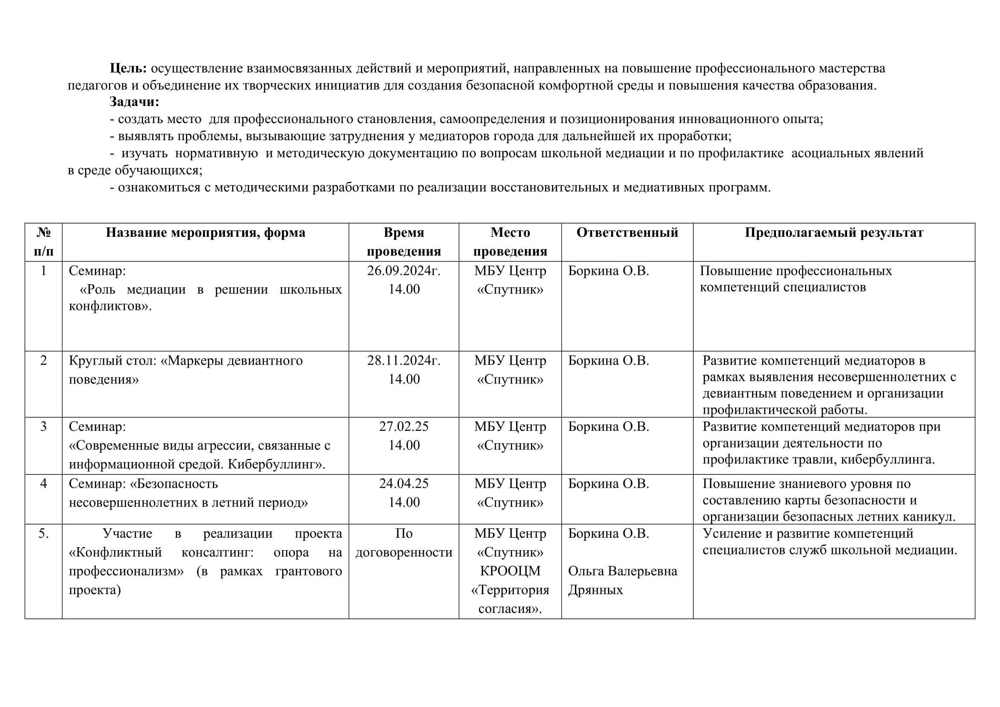 Цель: осуществление взаимосвязанных действий и мероприятий, направленных на повышение профессионального мастерства
педагогов и объединение их творческих инициатив для создания безопасной комфортной среды и повышения качества образования.
Задачи:
- создать место  для профессионального становления, самоопределения и позиционирования инновационного опыта;
- выявлять проблемы, вызывающие затруднения у медиаторов города для дальнейшей их проработки;
-  изучать  нормативную  и методическую документацию по вопросам школьной медиации и по профилактике  асоциальных явлений
в среде обучающихся;
- ознакомиться с методическими разработками по реализации восстановительных и медиативных программ.
№
п/п
Название мероприятия, форма
Время
проведения
Место
проведения
Ответственный
Предполагаемый результат
1
Семинар:
«Роль медиации в решении школьных
конфликтов».
26.09.2024г.
14.00
МБУ Центр
«Спутник»
Боркина О.В.
Повышение профессиональных
компетенций специалистов
2
Круглый стол: «Маркеры девиантного
поведения»
28.11.2024г.
14.00
МБУ Центр
«Спутник»
Боркина О.В.
Развитие компетенций медиаторов в
рамках выявления несовершеннолетних с
девиантным поведением и организации
профилактической работы.
3
Семинар:
«Современные виды агрессии, связанные с
информационной средой. Кибербуллинг».
27.02.25
14.00
МБУ Центр
«Спутник»
Боркина О.В.
Развитие компетенций медиаторов при
организации деятельности по
профилактике травли, кибербуллинга.
4
Семинар: «Безопасность
несовершеннолетних в летний период»
24.04.25
14.00
МБУ Центр
«Спутник»
Боркина О.В.
Повышение знаниевого уровня по
составлению карты безопасности и
организации безопасных летних каникул.
5.
Участие в реализации проекта
«Конфликтный консалтинг: опора на
профессионализм» (в рамках грантового
проекта)
По
договоренности
МБУ Центр
«Спутник»
КРООЦМ
«Территория
согласия».
Боркина О.В.
Ольга Валерьевна
Дрянных
Усиление и развитие компетенций
специалистов служб школьной медиации.